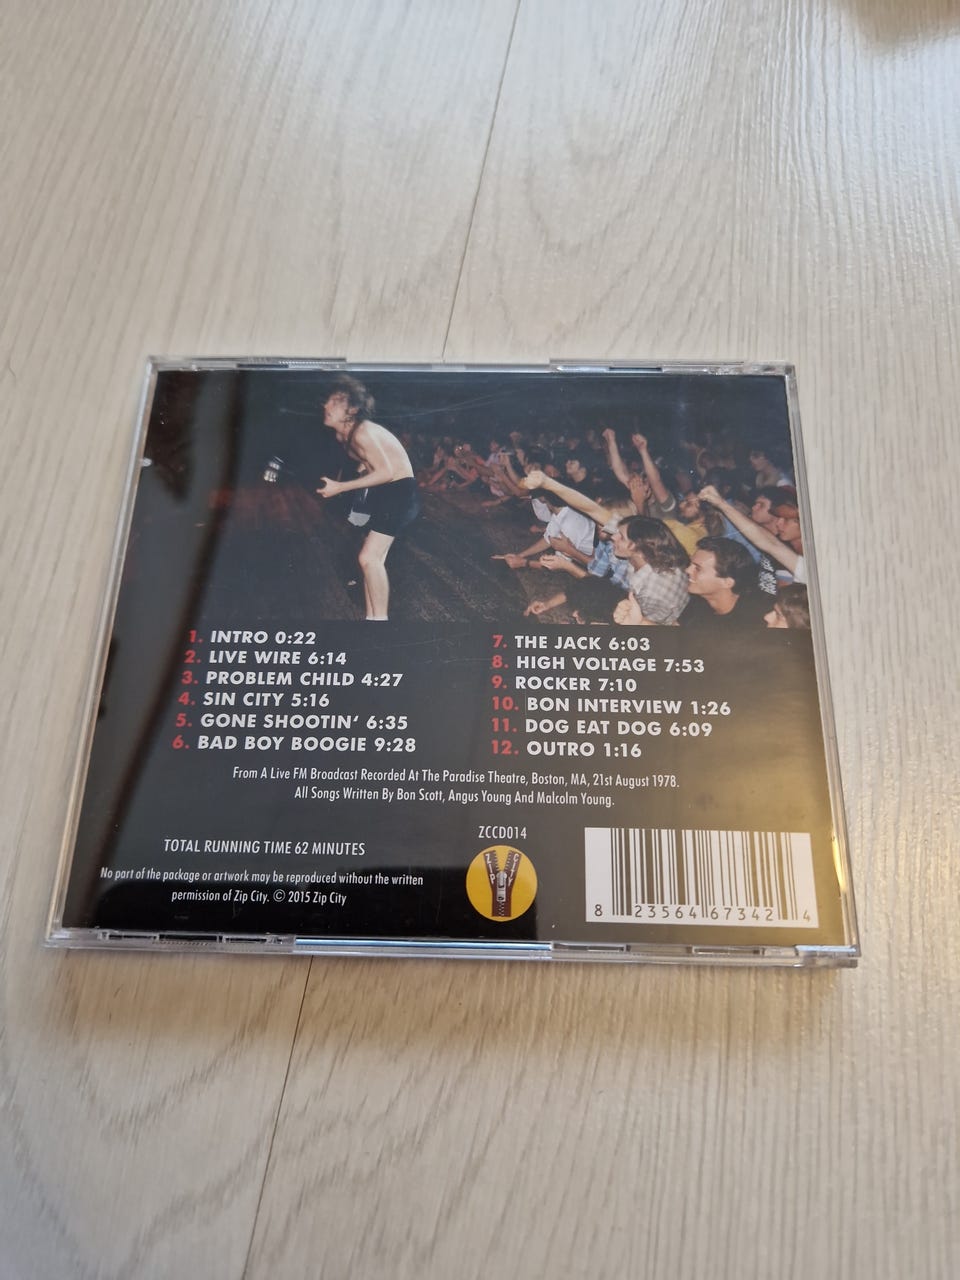 1. INTRO 0:22
2. LIVE WIRE 6:14
3. PROBLEM CHILD 4:27
4. SIN CITY 5:16
5. GONE SHOOTIN‘ 6:35
6. BAD BOY BOOGIE 9:28
7. THE JACK 6:03
8. HIGH VOLTAGE 7:53
9. ROCKER 7:10
10. BON INTERVIEW 1:26
11. DOG EAT DOG 6:09
12. OUTRO 1:16
From A Live FM Broadcast Recorded At The Paradise Theatre, Boston, MA, 21st August 1978.
All Songs Written By Bon Scott, Angus Young And Malcolm Young.
TOTAL RUNNING TIME 62 MINUTES
No part of the package or artwork may be reproduced without the written
permission of Zip City. © 2015 Zip City
ZCCD014
ZIP CITY
8 23564 67342 4